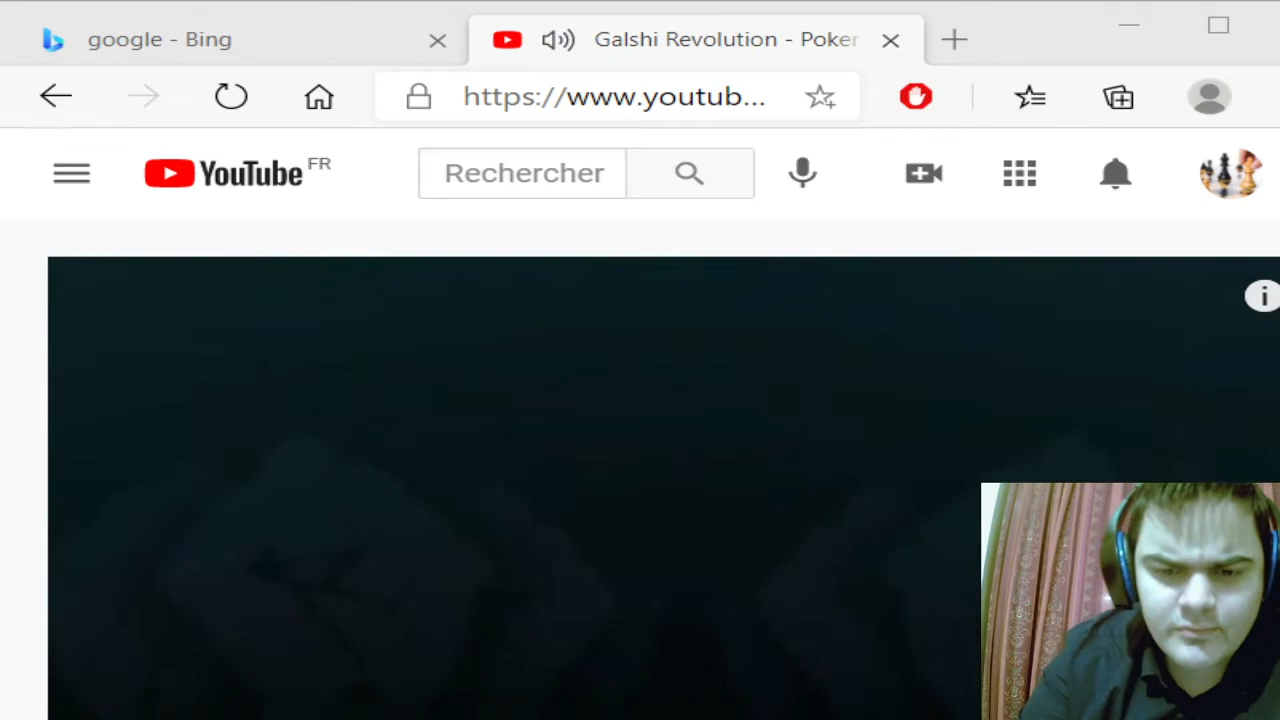 google - Bing
Galshi Revolution - Poker
https://www.youtub...
YouTube FR
Rechercher